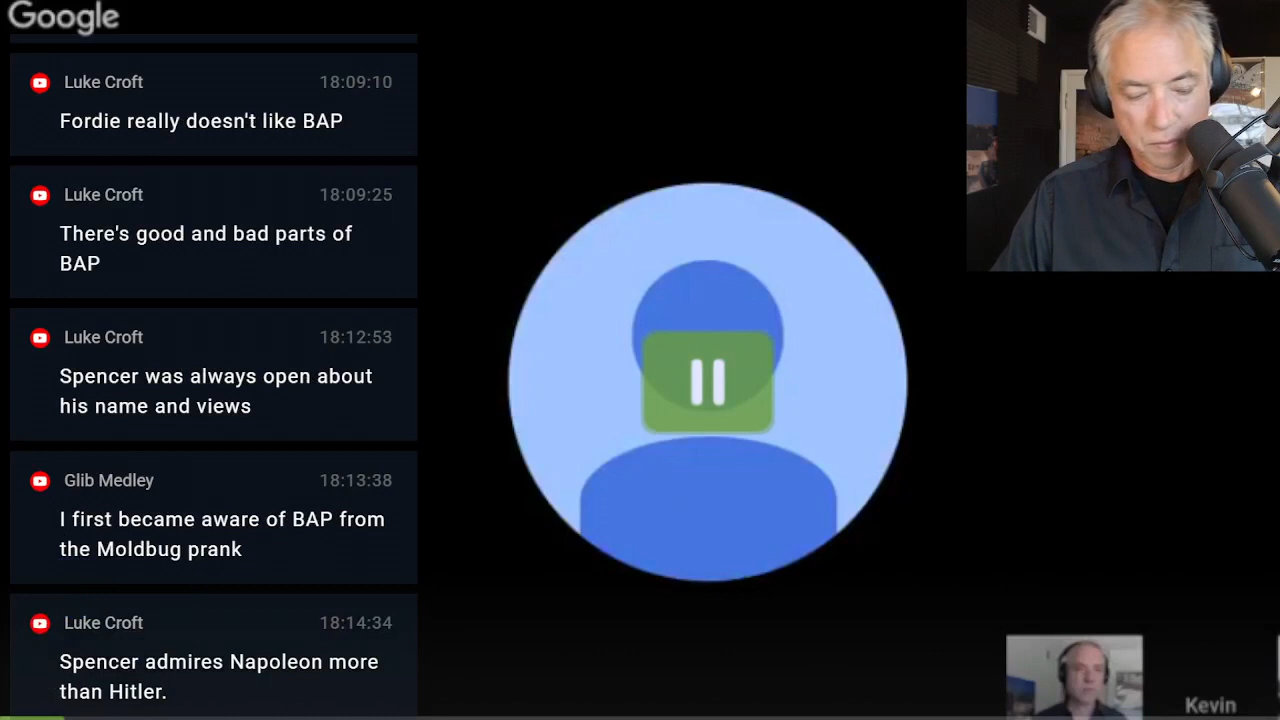 Google
Luke Croft 18:09:10
Fordie really doesn't like BAP
Luke Croft 18:09:25
There's good and bad parts of
BAP
Luke Croft 18:12:53
Spencer was always open about
his name and views
Glib Medley 18:13:38
I first became aware of BAP from
the Moldbug prank
Luke Croft 18:14:34
Spencer admires Napoleon more
than Hitler.
Kevin